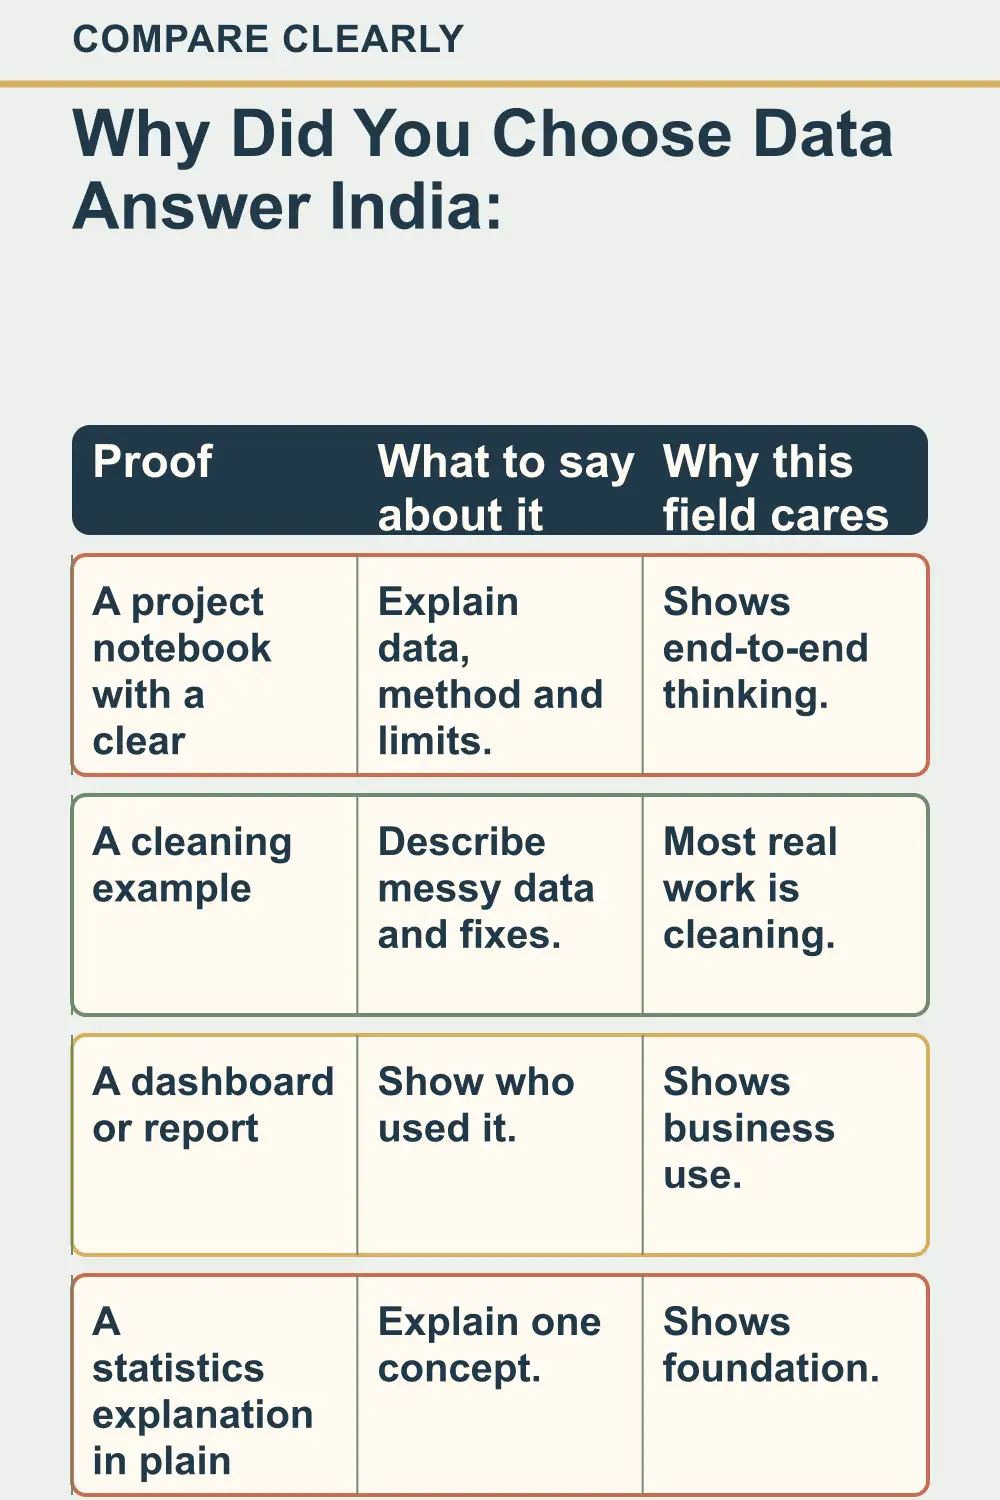 COMPARE CLEARLY
Why Did You Choose Data
Answer India:
Proof
What to say
about it
Why this
field cares
A project
notebook
with a
clear
Explain
data,
method and
limits.
Shows
end-to-end
thinking.
A cleaning
example
Describe
messy data
and fixes.
Most real
work is
cleaning.
A dashboard
or report
Show who
used it.
Shows
business
use.
A
statistics
explanation
in plain
Explain one
concept.
Shows
foundation.